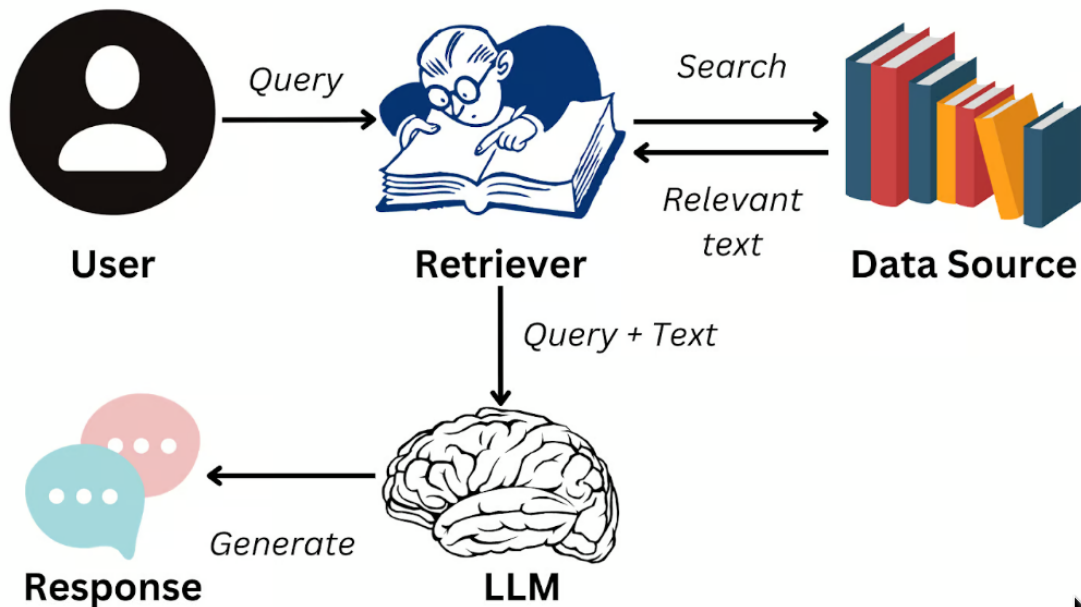 Query
Search
Relevant
text
User
Retriever
Data Source
Query + Text
Generate
Response
LLM